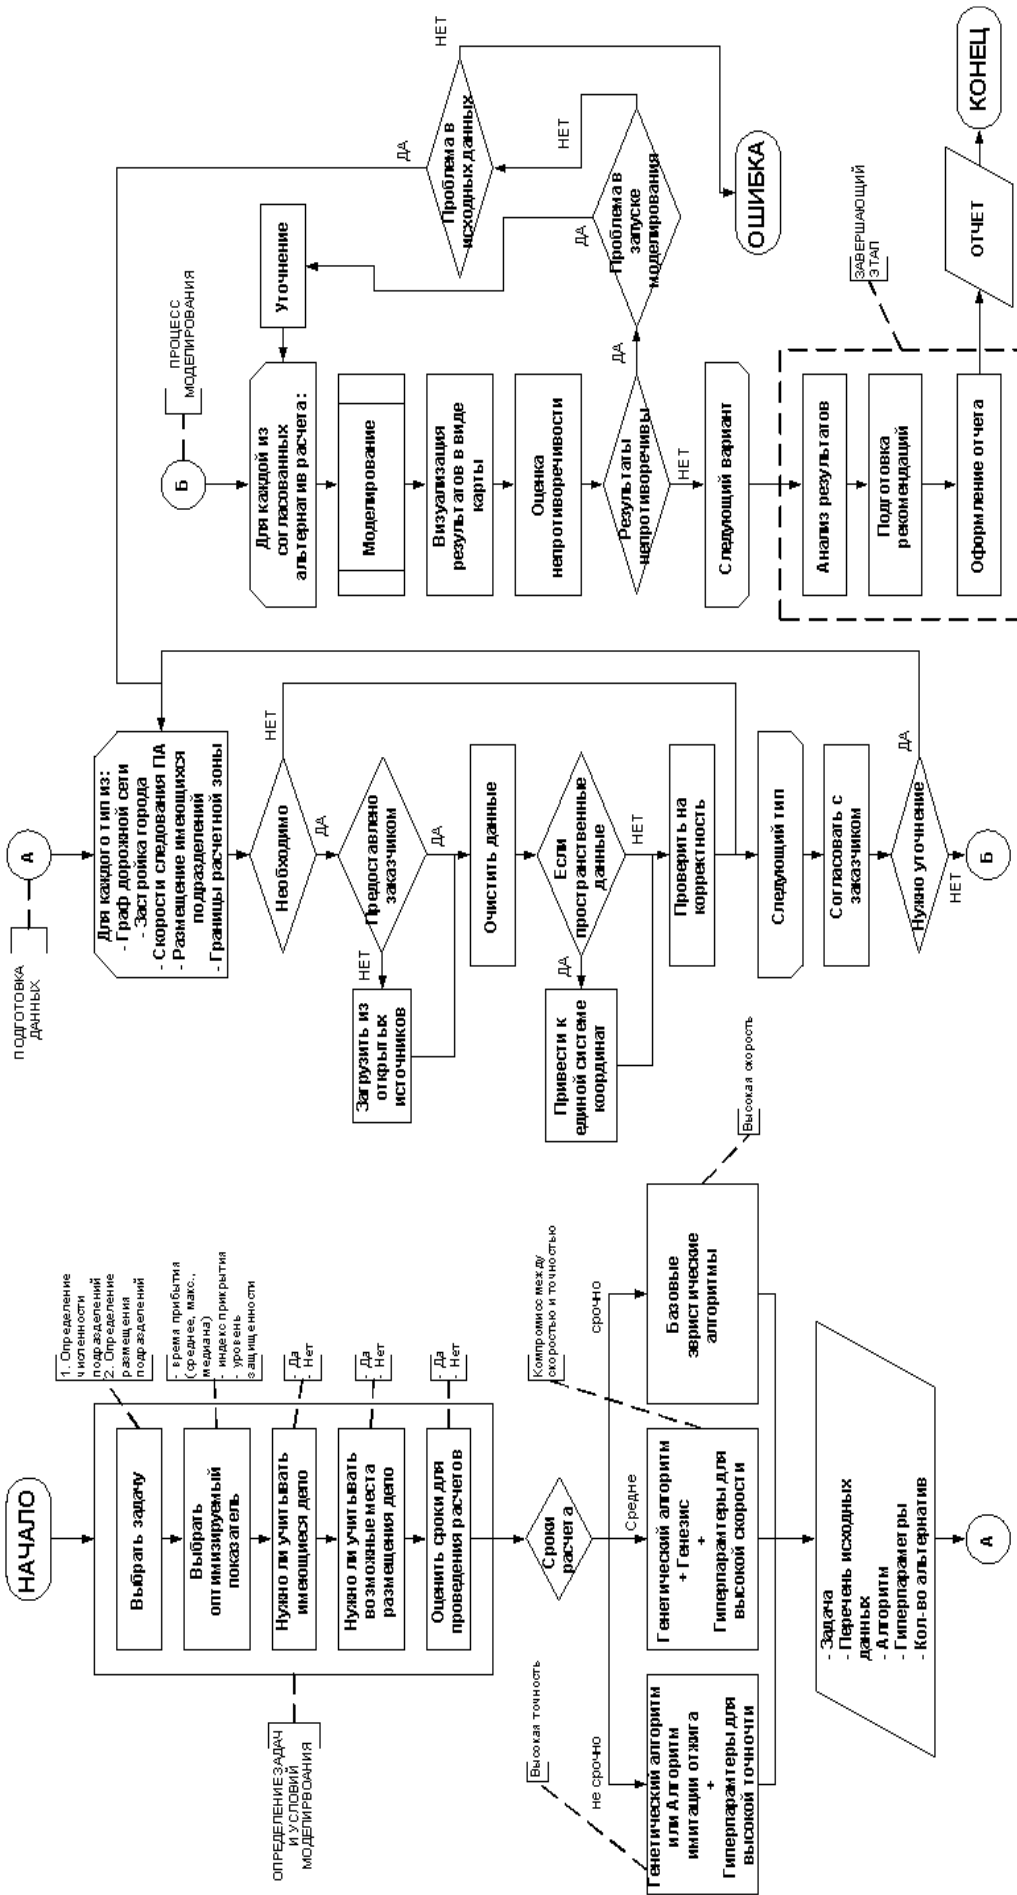 НАЧАЛО
Выбрать задачу
Выбрать
оптимизируемый
показатель
Нужно ли учитывать
имеющиеся депо
Нужно ли учитывать
возможные места
размещения депо
Оценить сроки для
проведения расчетов
1. Определение
численности
подразделений
2. Определение
размещения
подразделений
- время прибытия
(среднее, макс.,
медиана)
- индекс прикрытия
- уровень
защищенности
- Да
- Нет
- Да
- Нет
- Да
- Нет
ОПРЕДЕЛЕНИЕ ЗАДАЧ
И УСЛОВИЙ
МОДЕЛИРВОАНИЯ
Сроки
расчета
не срочно
Средне
срочно
Высокая точность
Компромисс между
скоростью и точностью
Высокая скорость
Генетический алгоритм
или Алгоритм
имитации отжига
+
Гиперпарамтеры для
высокой точночти
Генетический алгоритм
+ Генезис
+
Гиперпарамтры для
высокой скорости
Базовые
эвристические
алгоритмы
- Задача
- Перечень исходных
данных
- Алгоритм
- Гиперпараметры
- Кол-во альтернатив
А
ПОДГОТОВКА
ДАННЫХ
А
Для каждого тип из:
- Граф дорожной сети
- Застройка города
- Скорости следования ПА
- Размещение имеющихся
подразделений
- Границы расчетной зоны
Необходимо
НЕТ
ДА
Предоставлено
заказчиком
НЕТ
ДА
Загрузить из
открытых
источников
Очистить данные
Если
пространственные
данные
ДА
НЕТ
Привести к
единой системе
координат
Проверить на
корректность
Следующий тип
Согласовать с
заказчиком
Нужно уточнение
ДА
НЕТ
Б
Б
ПРОЦЕСС
МОДЕЛИРОВАНИЯ
Для каждой из
согласованных
альтернатив расчета:
Уточнение
Моделирование
Визуализация
результатов в виде
карты
Оценка
непротиворечивости
Результаты
непротиворечивы
ДА
НЕТ
Проблема в
запуске
моделирования
ДА
НЕТ
Проблема в
исходных данных
ДА
НЕТ
ОШИБКА
Следующий вариант
ЗАВЕРШАЮЩИЙ
ЭТАП
Анализ результатов
Подготовка
рекомендаций
Оформление отчета
ОТЧЕТ
КОНЕЦ